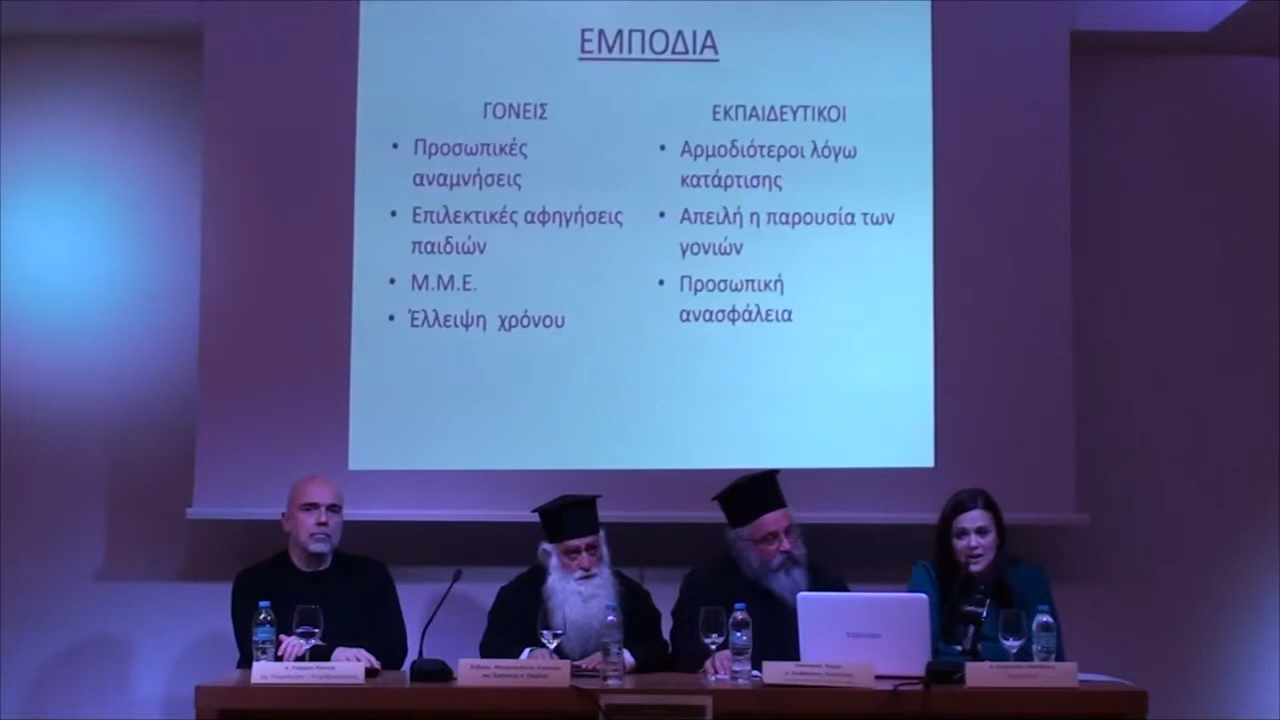 ΕΜΠΟΔΙΑ
ΓΟΝΕΙΣ
• Προσωπικές
αναμνήσεις
• Επιλεκτικές αφηγήσεις
παιδιών
• Μ.Μ.Ε.
• Έλλειψη χρόνου
ΕΚΠΑΙΔΕΥΤΙΚΟΙ
• Αρμοδιότεροι λόγω
κατάρτισης
• Απειλή η παρουσία των
γονιών
• Προσωπική
ανασφάλεια
TOSHIBA